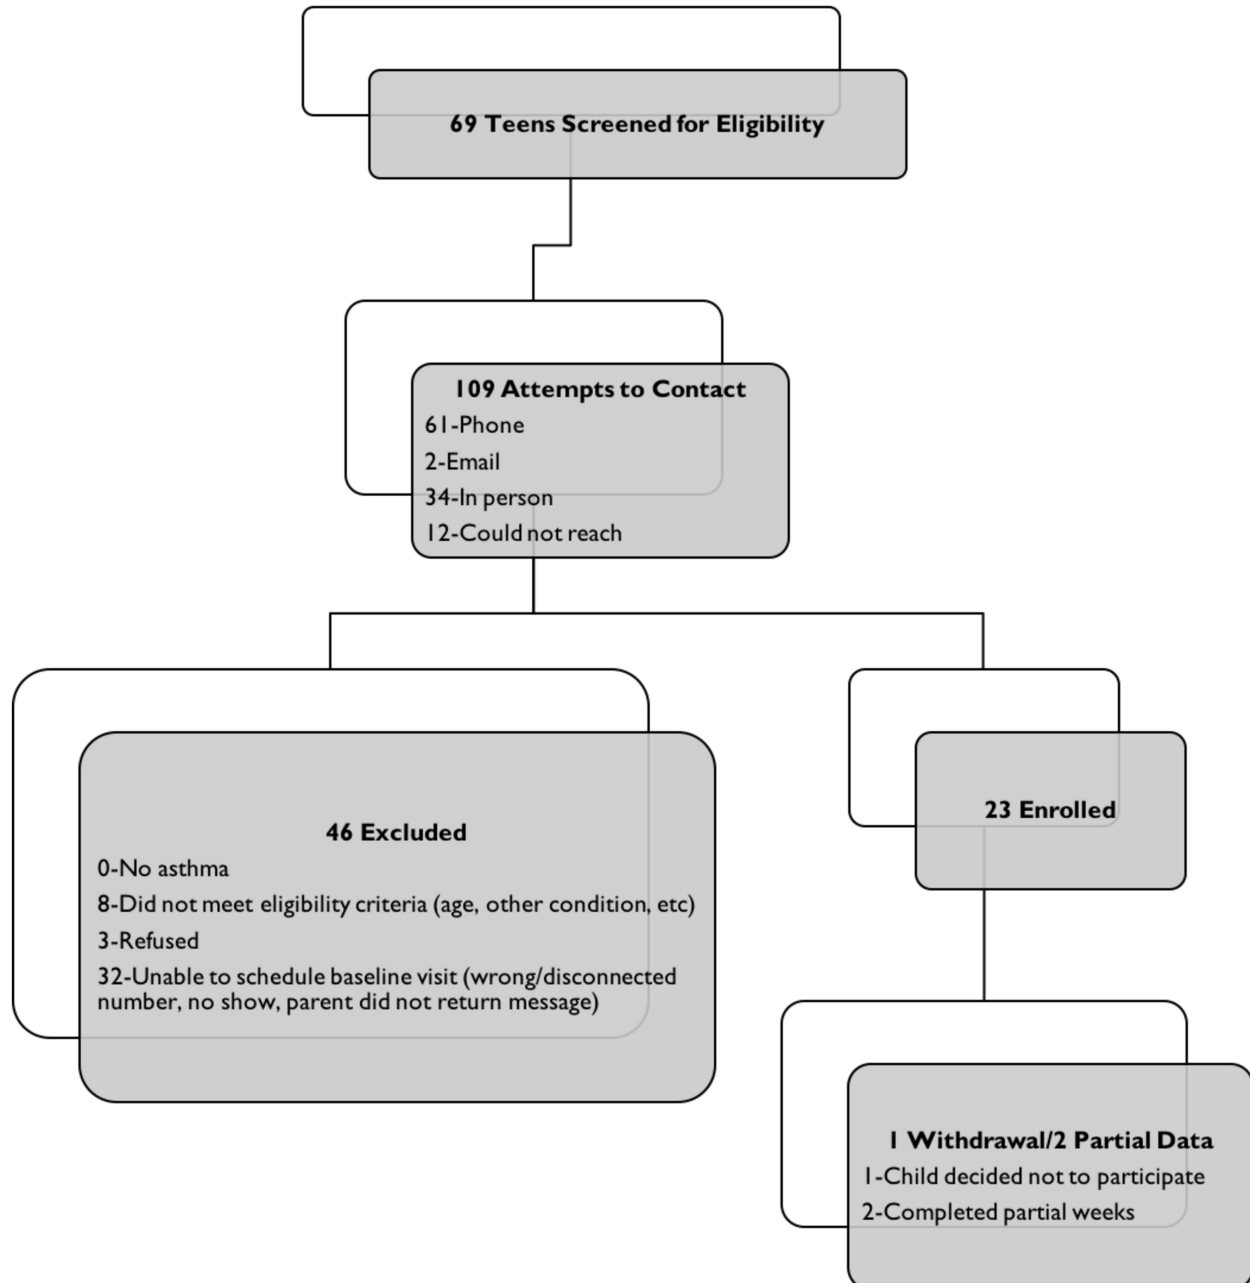 69 Teens Screened for Eligibility
109 Attempts to Contact
61-Phone
2-Email
34-In person
12-Could not reach
46 Excluded
0-No asthma
8-Did not meet eligibility criteria (age, other condition, etc)
3-Refused
32-Unable to schedule baseline visit (wrong/disconnected
number, no show, parent did not return message)
23 Enrolled
1 Withdrawal/2 Partial Data
1-Child decided not to participate
2-Completed partial weeks